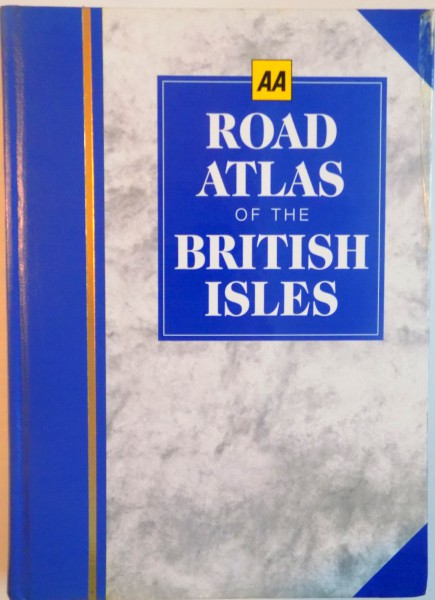 AA
ROAD
ATLAS
OF THE
BRITISH
ISLES